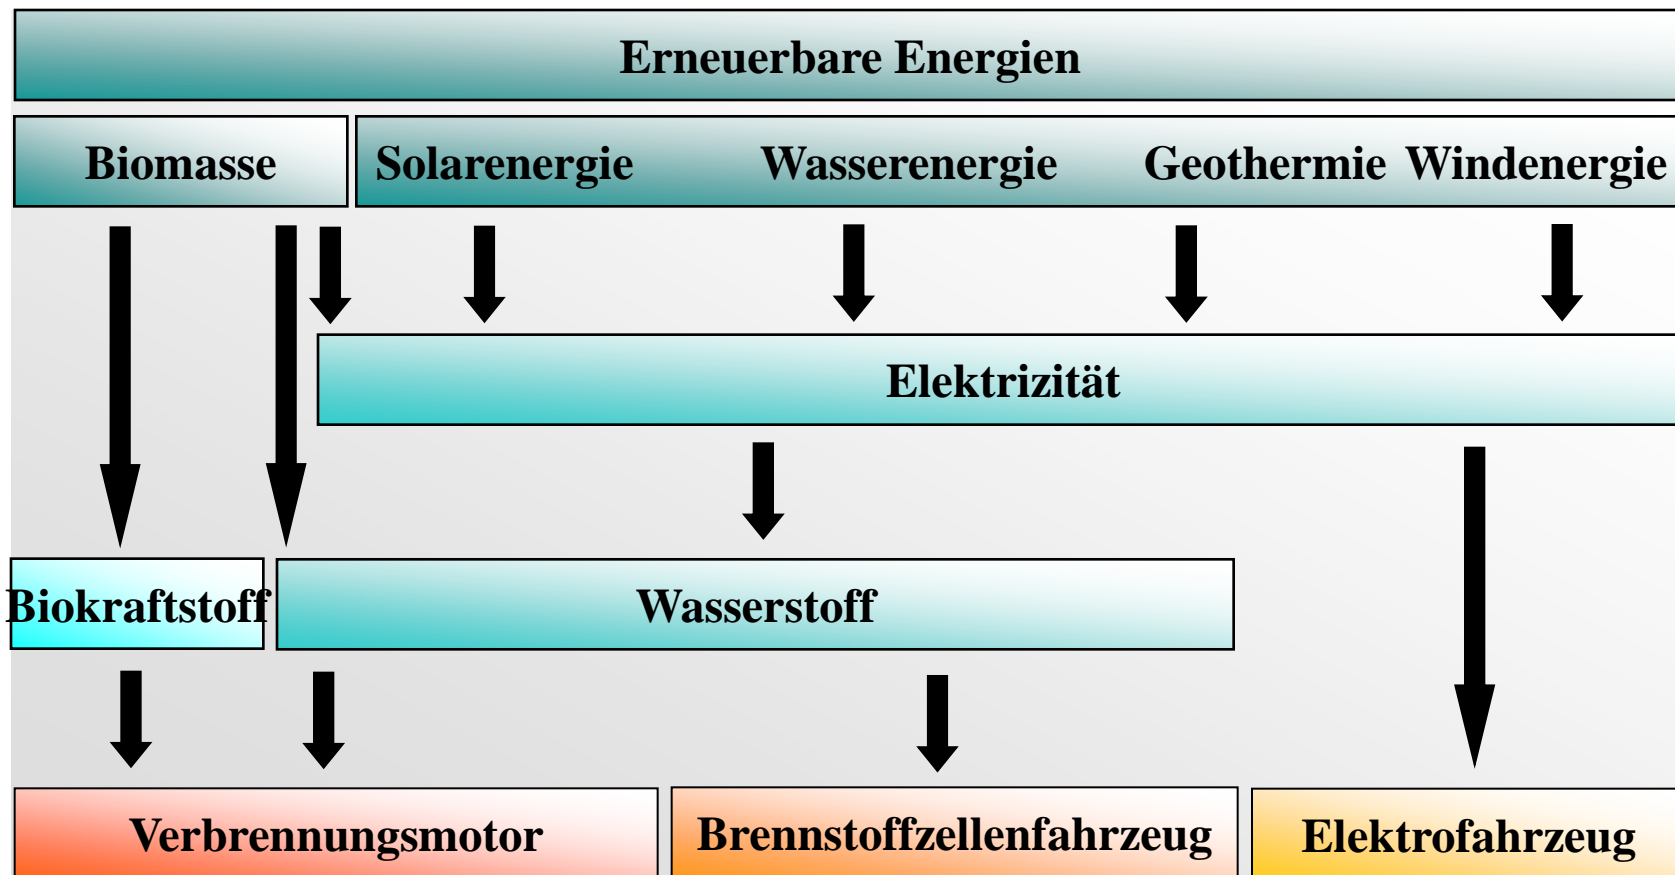 Erneuerbare Energien
Biomasse
Solarenergie
Wasserenergie
Geothermie
Windenergie
Elektrizität
Biokraftstoff
Wasserstoff
Verbrennungsmotor
Brennstoffzellenfahrzeug
Elektrofahrzeug